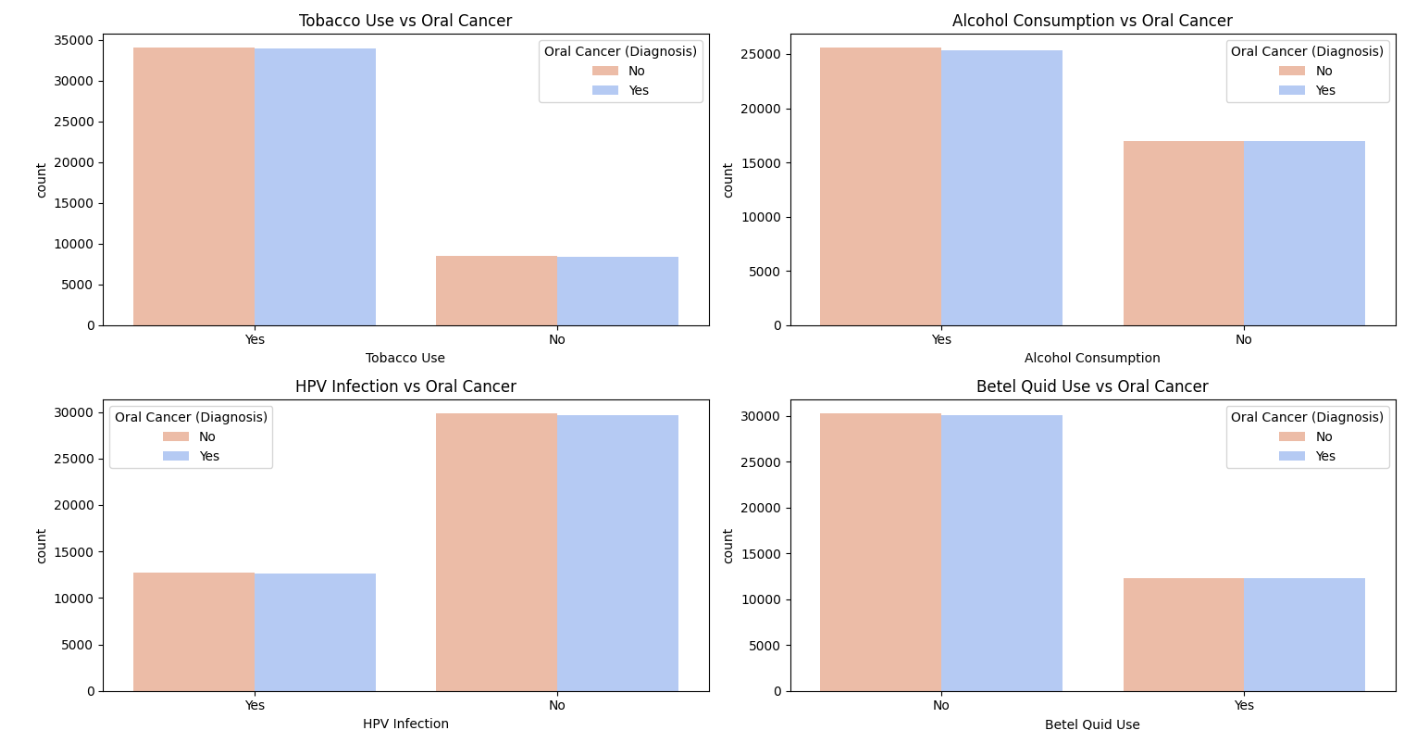 Tobacco Use vs Oral Cancer
35000
30000
25000
20000
15000
10000
5000
0
count
Oral Cancer (Diagnosis)
No
Yes
Yes No
Tobacco Use
Alcohol Consumption vs Oral Cancer
25000
20000
15000
10000
5000
0
count
Oral Cancer (Diagnosis)
No
Yes
Yes No
Alcohol Consumption
HPV Infection vs Oral Cancer
30000
25000
20000
15000
10000
5000
0
count
Oral Cancer (Diagnosis)
No
Yes
Yes No
HPV Infection
Betel Quid Use vs Oral Cancer
30000
25000
20000
15000
10000
5000
0
count
Oral Cancer (Diagnosis)
No
Yes
No Yes
Betel Quid Use